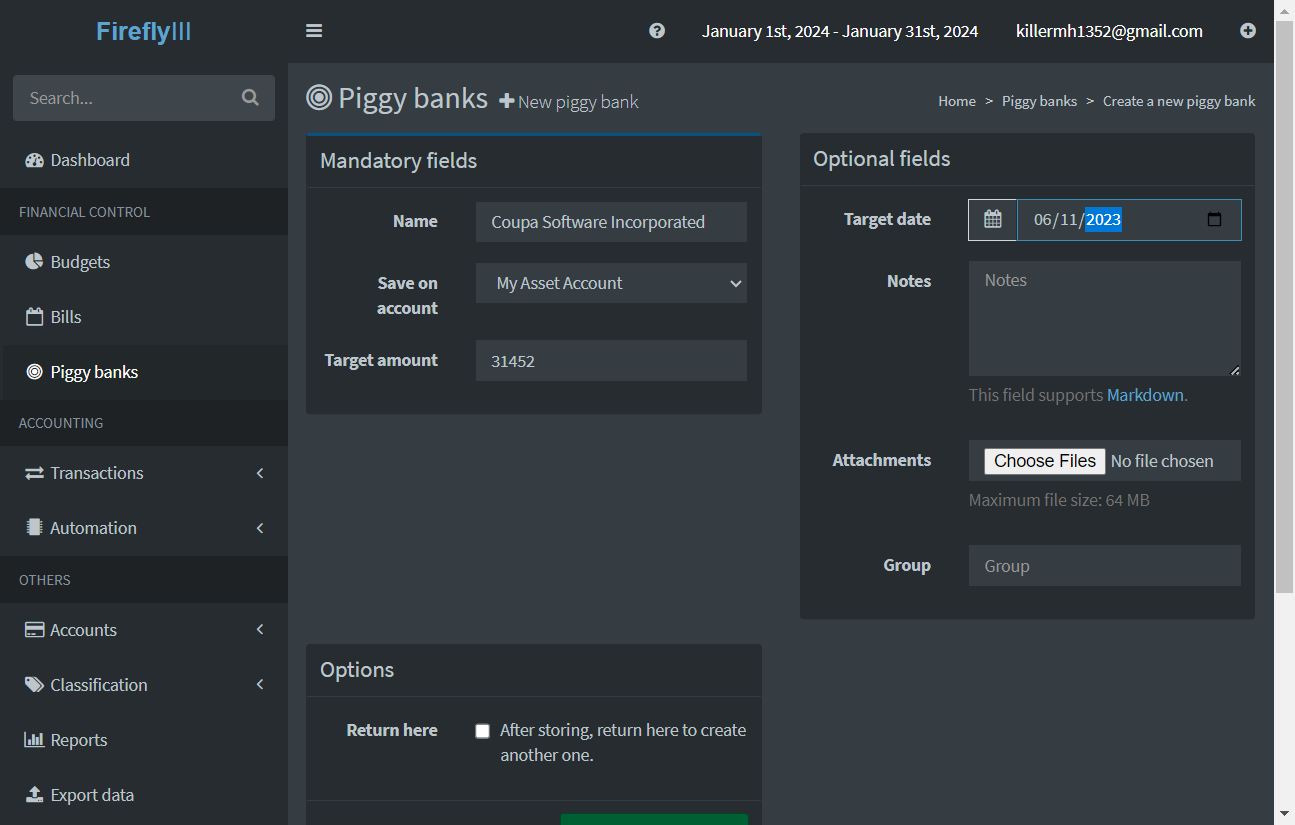 FireflyIII
January 1st, 2024 - January 31st, 2024
killermh1352@gmail.com
Search...
Dashboard
FINANCIAL CONTROL
Budgets
Bills
Piggy banks
ACCOUNTING
Transactions
Automation
OTHERS
Accounts
Classification
Reports
Export data
Piggy banks New piggy bank
Home > Piggy banks > Create a new piggy bank
Mandatory fields
Name Coupa Software Incorporated
Save on
account
My Asset Account
Target amount 31452
Optional fields
Target date 06/11/2023
Notes Notes
This field supports Markdown.
Attachments Choose Files No file chosen
Maximum file size: 64 MB
Group Group
Options
Return here After storing, return here to create
another one.